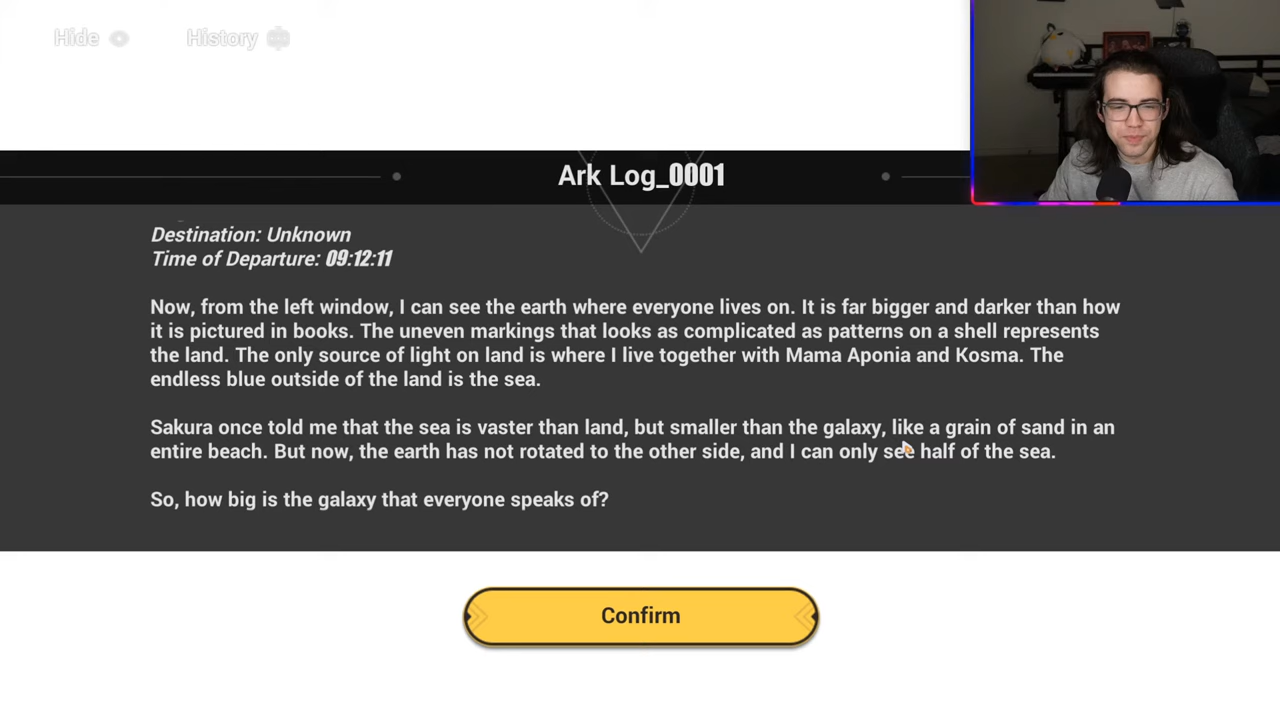 Hide
History
Ark Log_0001
Destination: Unknown
Time of Departure: 09:12:11
Now, from the left window, I can see the earth where everyone lives on. It is far bigger and darker than how
it is pictured in books. The uneven markings that looks as complicated as patterns on a shell represents
the land. The only source of light on land is where I live together with Mama Aponia and Kosma. The
endless blue outside of the land is the sea.
Sakura once told me that the sea is vaster than land, but smaller than the galaxy, like a grain of sand in an
entire beach. But now, the earth has not rotated to the other side, and I can only see half of the sea.
So, how big is the galaxy that everyone speaks of?
Confirm